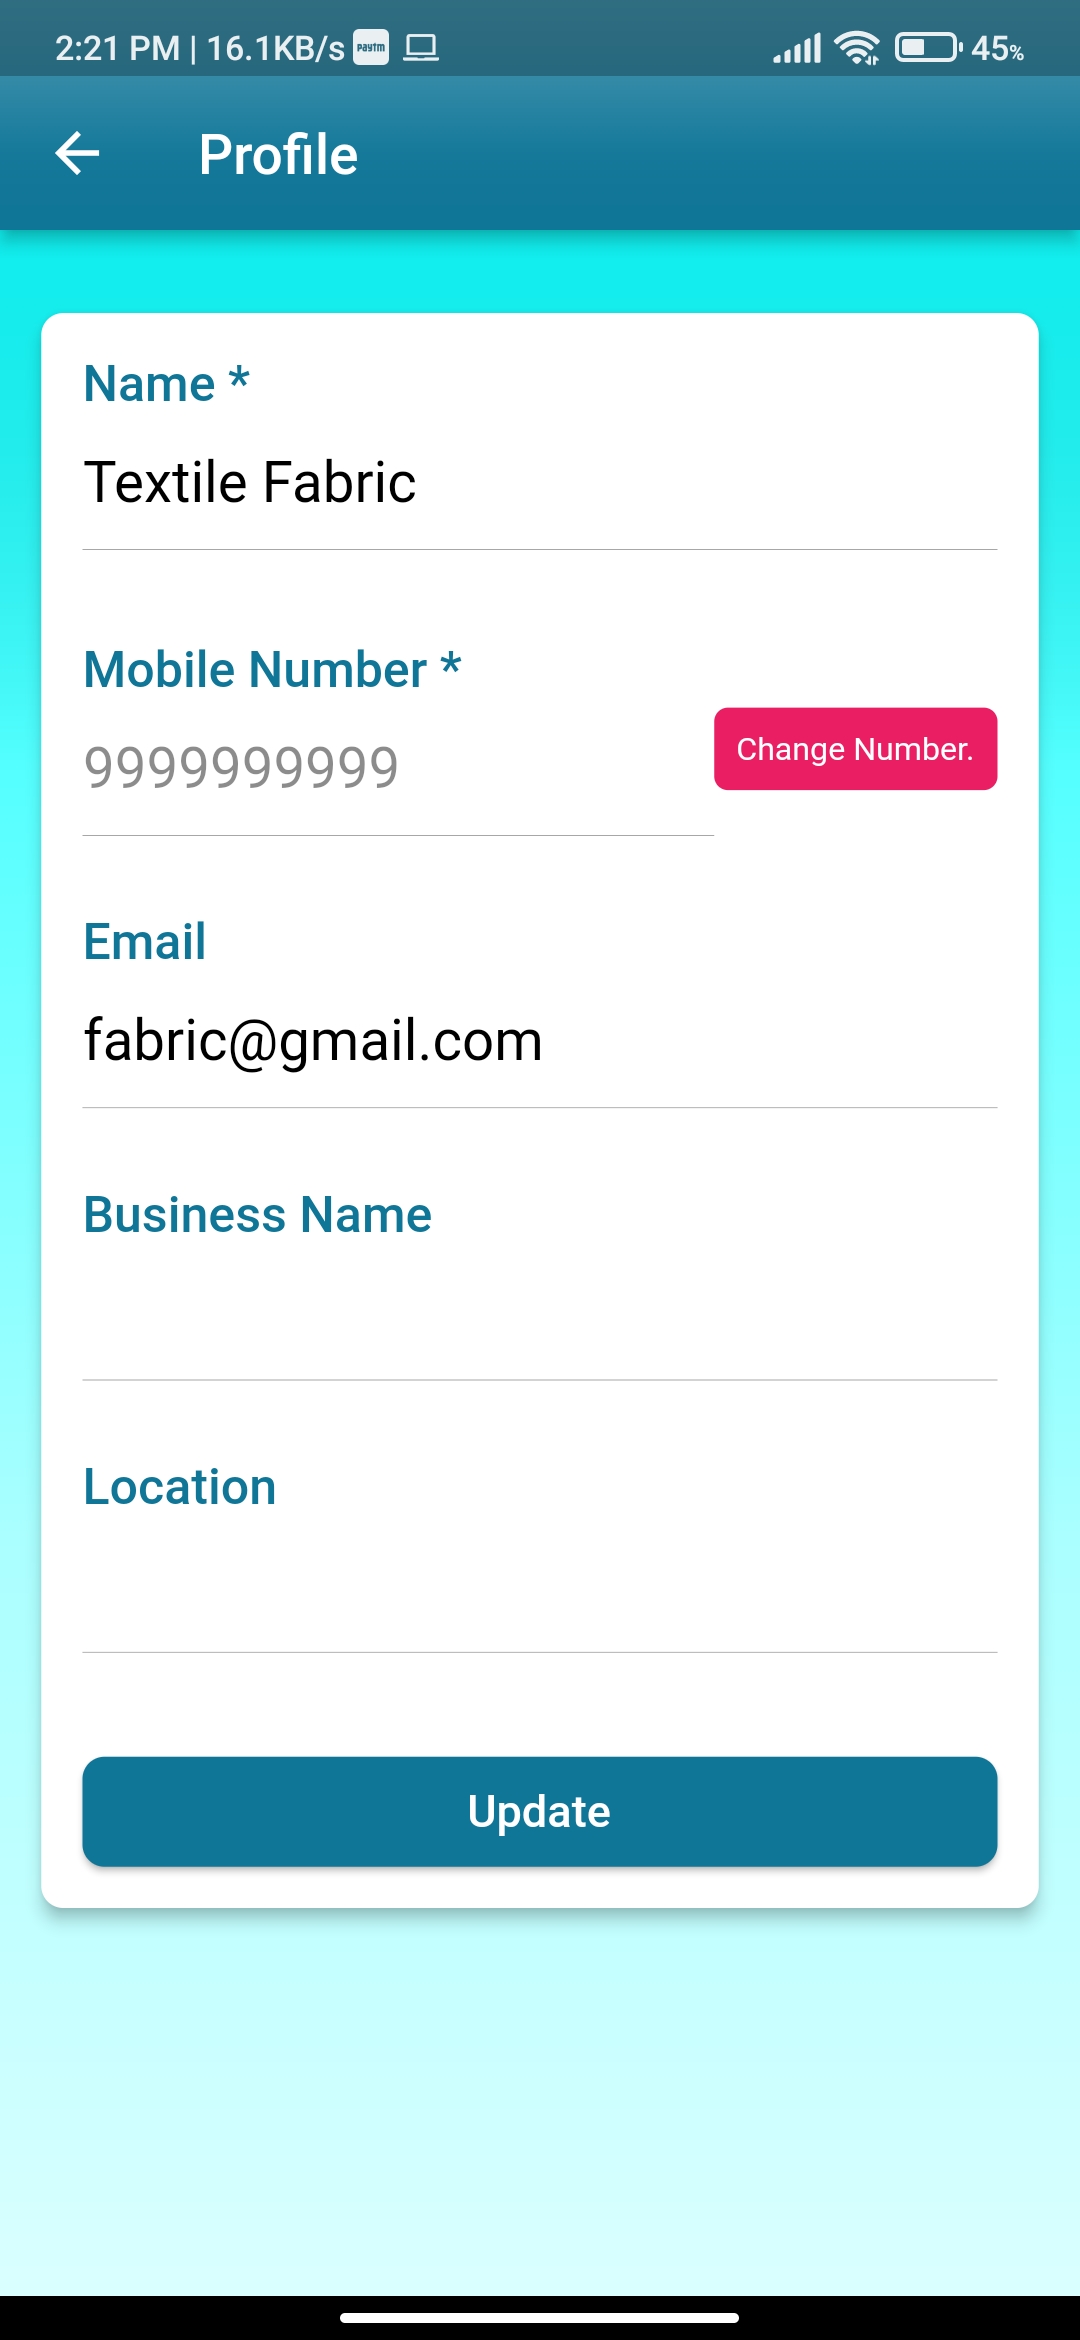 2:21 PM | 16.1KB/s paytm 45%
Profile
Name *
Textile Fabric
Mobile Number *
9999999999
Change Number.
Email
fabric@gmail.com
Business Name
Location
Update